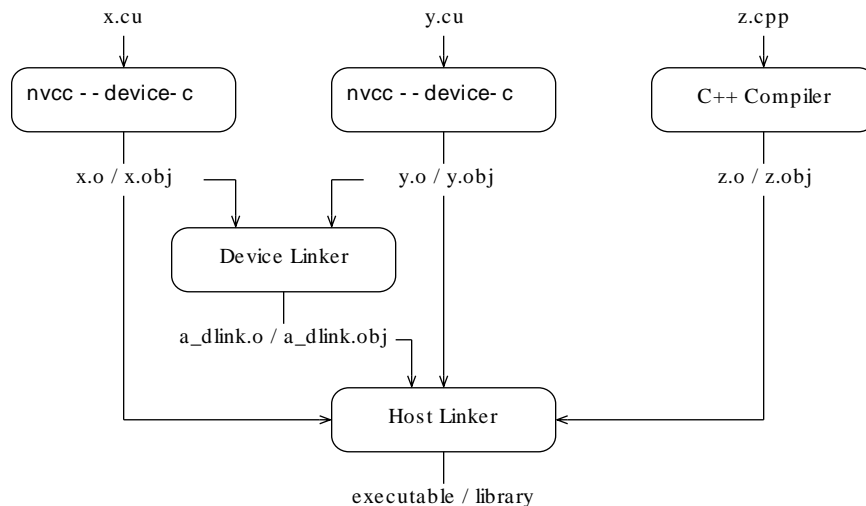 x.cu y.cu z.cpp
nvcc --device-c nvcc --device-c C++ Compiler
x.o / x.obj y.o / y.obj z.o / z.obj
Device Linker
a_dlink.o / a_dlink.obj
Host Linker
executable / library